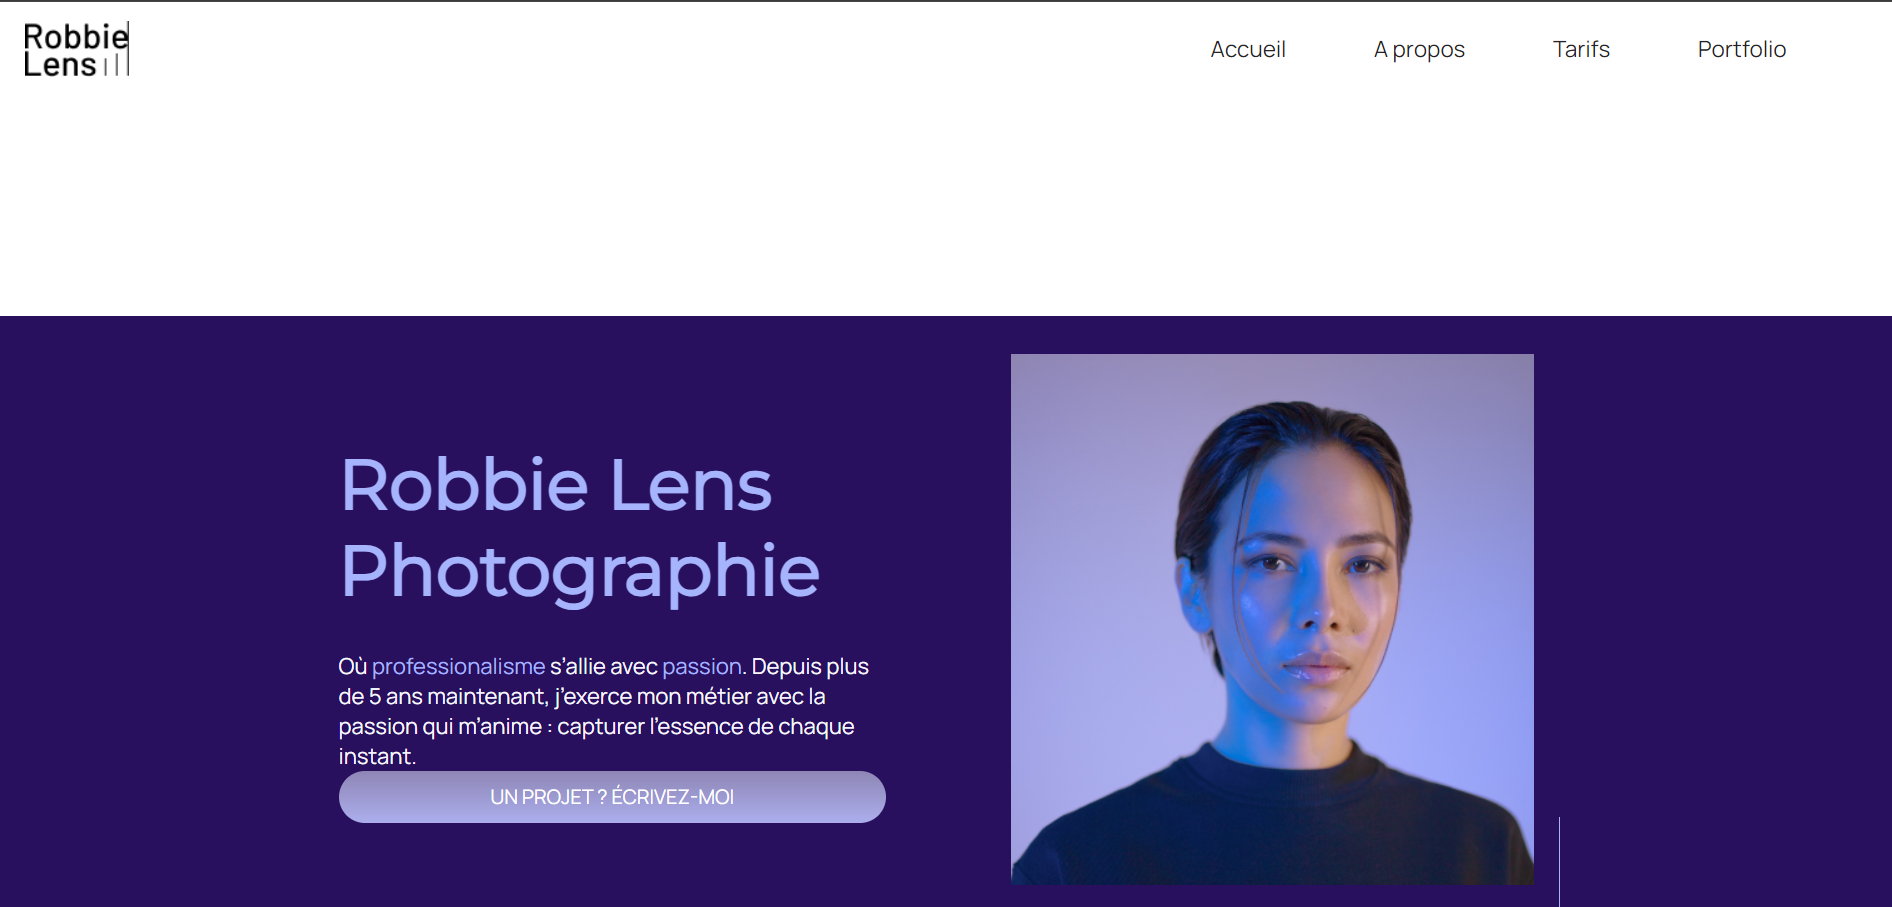 Robbie
Lens
Accueil
A propos
Tarifs
Portfolio
Robbie Lens
Photographie
Où professionalisme s’allie avec passion. Depuis plus
de 5 ans maintenant, j’exerce mon métier avec la
passion qui m’anime : capturer l’essence de chaque
instant.
UN PROJET ? ÉCRIVEZ-MOI